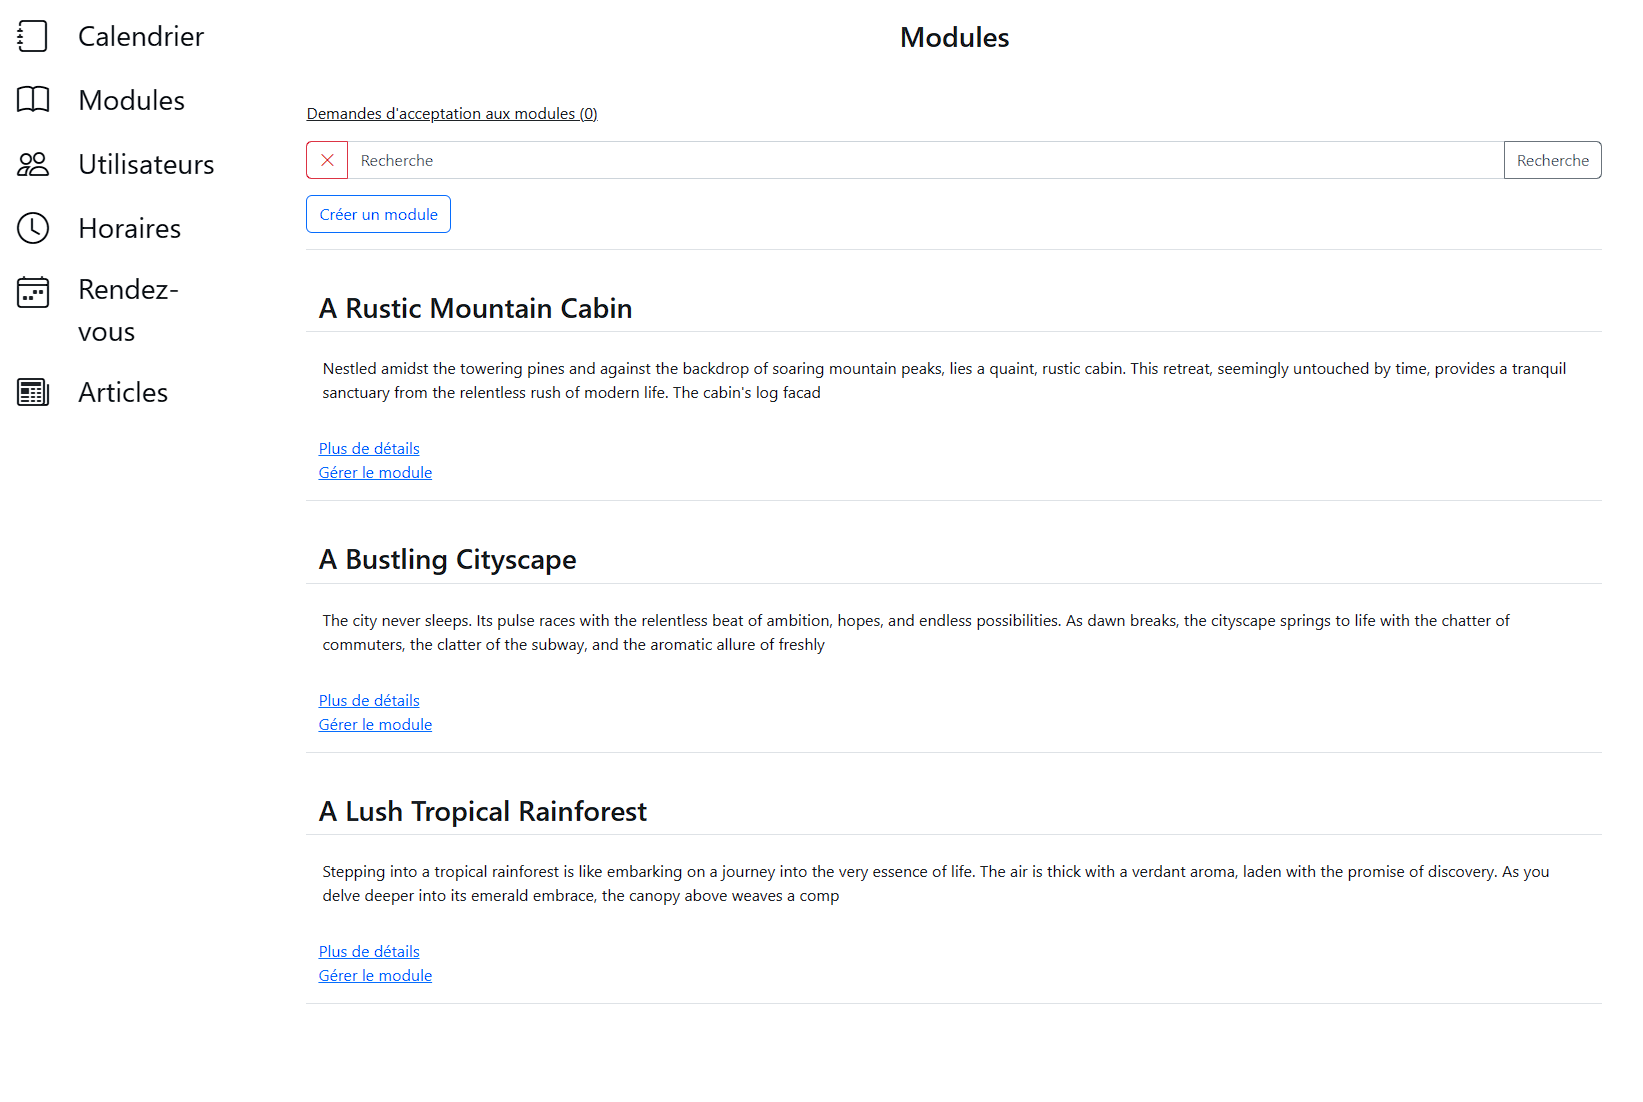 Calendrier
Modules
Utilisateurs
Horaires
Rendez-
vous
Articles
Modules
Demandes d'acceptation aux modules (0)
Recherche
Recherche
Créer un module
A Rustic Mountain Cabin
Nestled amidst the towering pines and against the backdrop of soaring mountain peaks, lies a quaint, rustic cabin. This retreat, seemingly untouched by time, provides a tranquil
sanctuary from the relentless rush of modern life. The cabin's log facad
Plus de détails
Gérer le module
A Bustling Cityscape
The city never sleeps. Its pulse races with the relentless beat of ambition, hopes, and endless possibilities. As dawn breaks, the cityscape springs to life with the chatter of
commuters, the clatter of the subway, and the aromatic allure of freshly
Plus de détails
Gérer le module
A Lush Tropical Rainforest
Stepping into a tropical rainforest is like embarking on a journey into the very essence of life. The air is thick with a verdant aroma, laden with the promise of discovery. As you
delve deeper into its emerald embrace, the canopy above weaves a comp
Plus de détails
Gérer le module